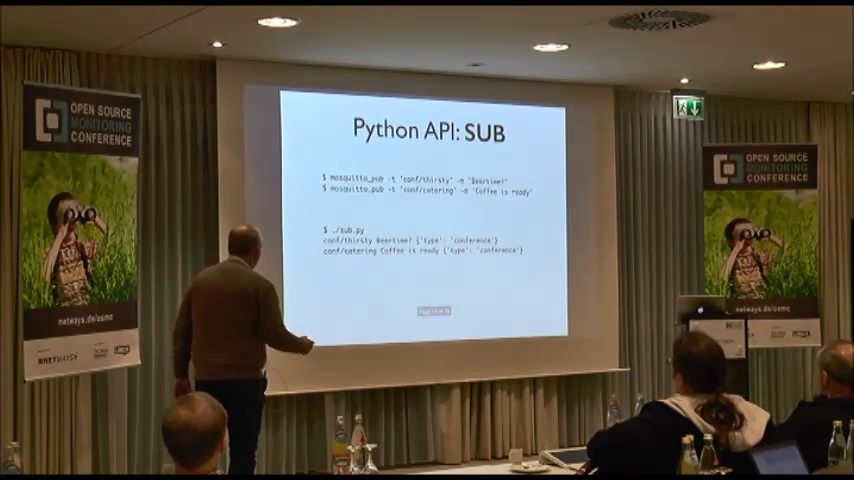 OPEN SOURCE
MONITORING
CONFERENCE
netways.de/osmc
NETWAYS
Python API: SUB
$ mosquitto_pub -t 'conf/thirsty' -m 'Beertime?'
$ mosquitto_pub -t 'conf/catering' -m 'Coffee is ready'
$ ./sub.py
conf/thirsty Beertime? {'type': 'conference'}
conf/catering Coffee is ready {'type': 'conference'}
OPEN SOURCE
MONITORING
CONFERENCE
netways.de/osmc